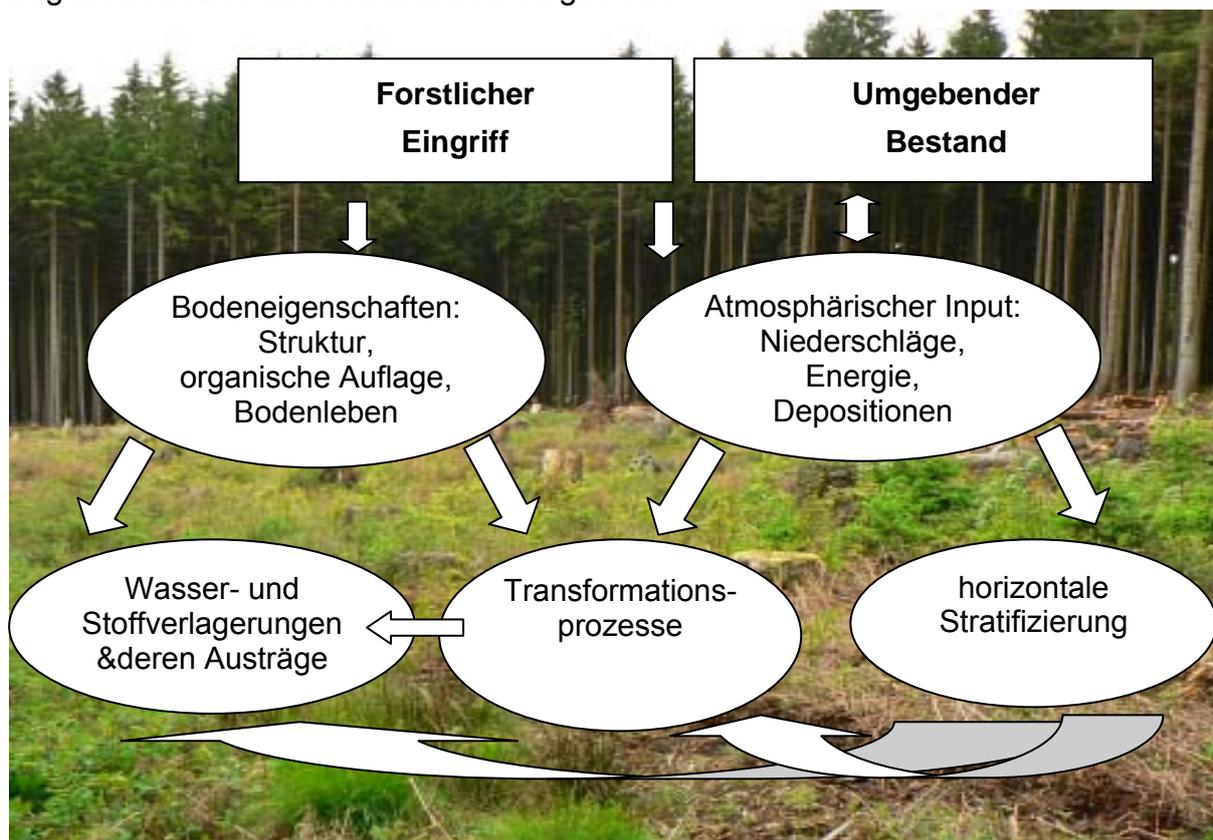 Forstlicher
Eingriff
Umgebender
Bestand
Bodeneigenschaften:
Struktur,
organische Auflage,
Bodenleben
Atmosphärischer Input:
Niederschläge,
Energie,
Depositionen
Wasser- und
Stoffverlagerungen
&deren Austräge
Transformations-
prozesse
horizontale
Stratifizierung